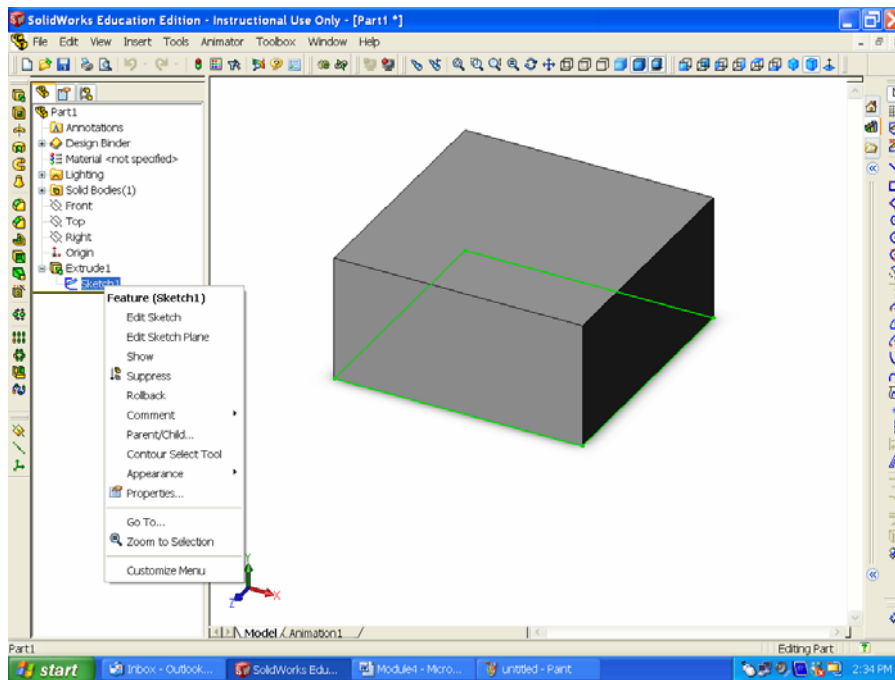 SolidWorks Education Edition - Instructional Use Only - [Part1 *]
File Edit View Insert Tools Animator Toolbox Window Help
Part1
Annotations
Design Binder
Material <not specified>
Lighting
Solid Bodies(1)
Front
Top
Right
Origin
Extrude1
Sketch1
Feature (Sketch1)
Edit Sketch
Edit Sketch Plane
Show
Suppress
Rollback
Comment
Parent/Child...
Contour Select Tool
Appearance
Properties...
Go To...
Zoom to Selection
Customize Menu
Y
X
Z
Model Animation1
Part1 Editing Part
start Inbox - Outlook... SolidWorks Edu... Module4 - Micro... untitled - Paint 2:34 PM